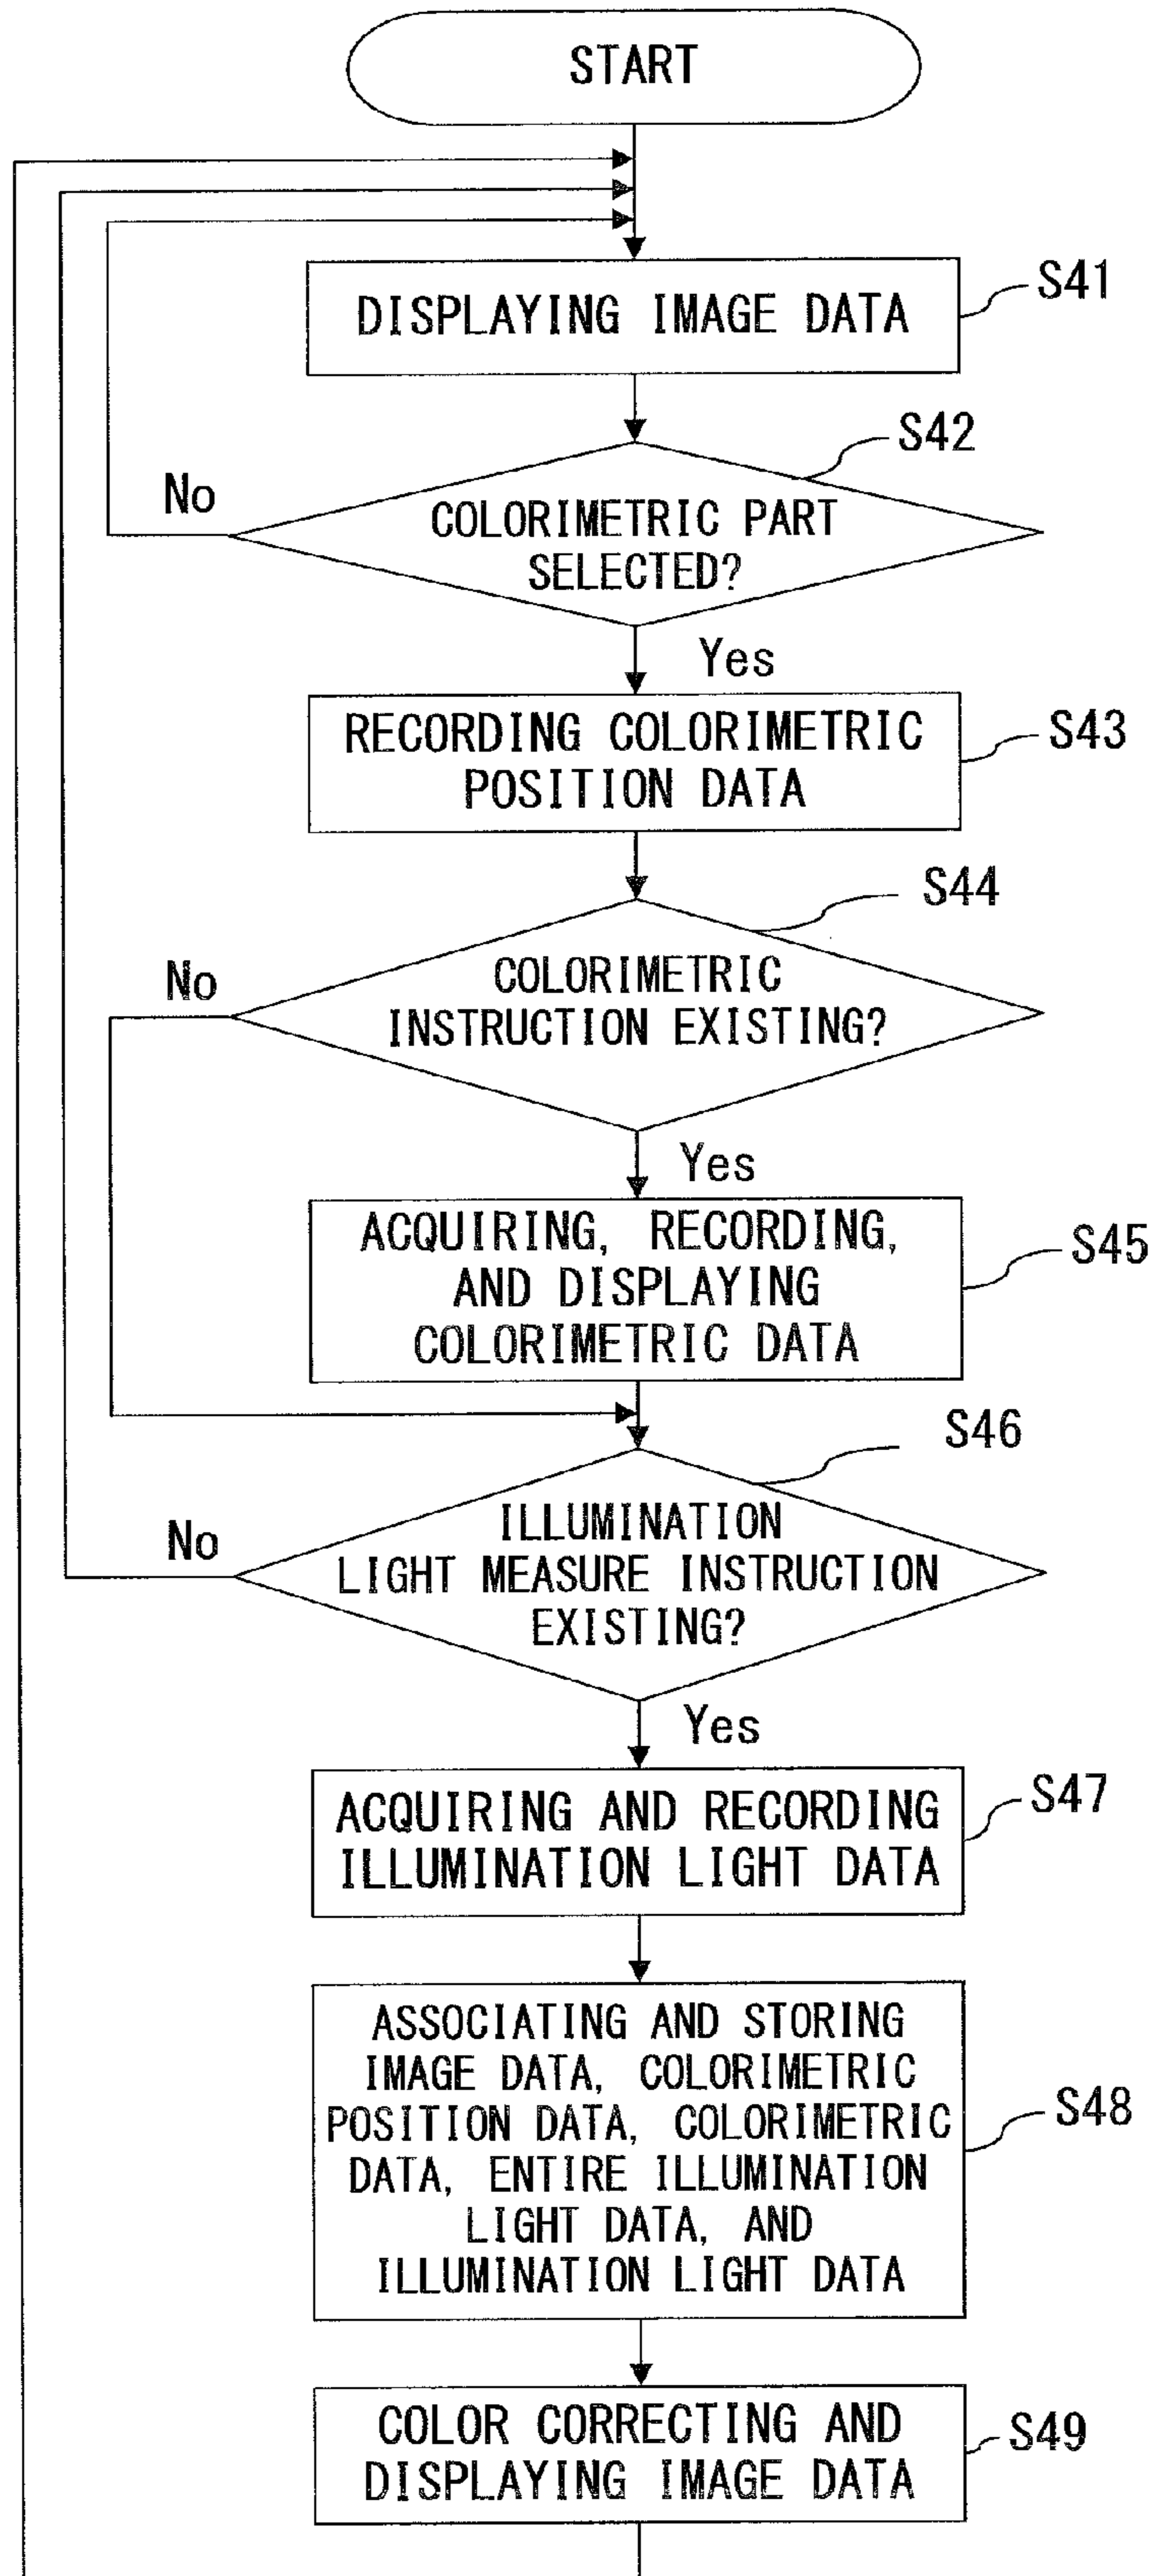 START
DISPLAYING IMAGE DATA
S41
S42
No
COLORIMETRIC PART
SELECTED?
Yes
RECORDING COLORIMETRIC
POSITION DATA
S43
S44
No
COLORIMETRIC
INSTRUCTION EXISTING?
Yes
ACQUIRING, RECORDING,
AND DISPLAYING
COLORIMETRIC DATA
S45
S46
No
ILLUMINATION
LIGHT MEASURE INSTRUCTION
EXISTING?
Yes
ACQUIRING AND RECORDING
ILLUMINATION LIGHT DATA
S47
ASSOCIATING AND STORING
IMAGE DATA, COLORIMETRIC
POSITION DATA, COLORIMETRIC
DATA, ENTIRE ILLUMINATION
LIGHT DATA, AND
ILLUMINATION LIGHT DATA
S48
COLOR CORRECTING AND
DISPLAYING IMAGE DATA
S49